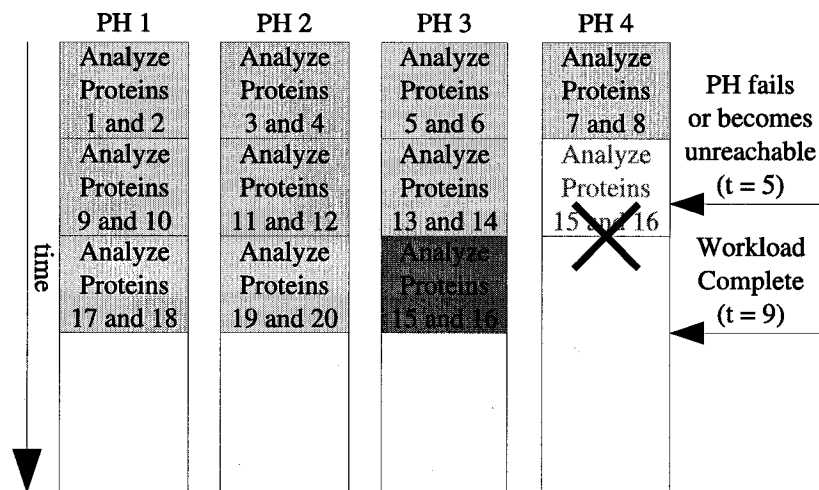 PH 1
PH 2
PH 3
PH 4
Analyze
Proteins
1 and 2
Analyze
Proteins
3 and 4
Analyze
Proteins
5 and 6
Analyze
Proteins
7 and 8
Analyze
Proteins
9 and 10
Analyze
Proteins
11 and 12
Analyze
Proteins
13 and 14
Analyze
Proteins
15 and 16
Analyze
Proteins
17 and 18
Analyze
Proteins
19 and 20
Analyze
Proteins
15 and 16
PH fails
or becomes
unreachable
(t = 5)
Workload
Complete
(t = 9)
time